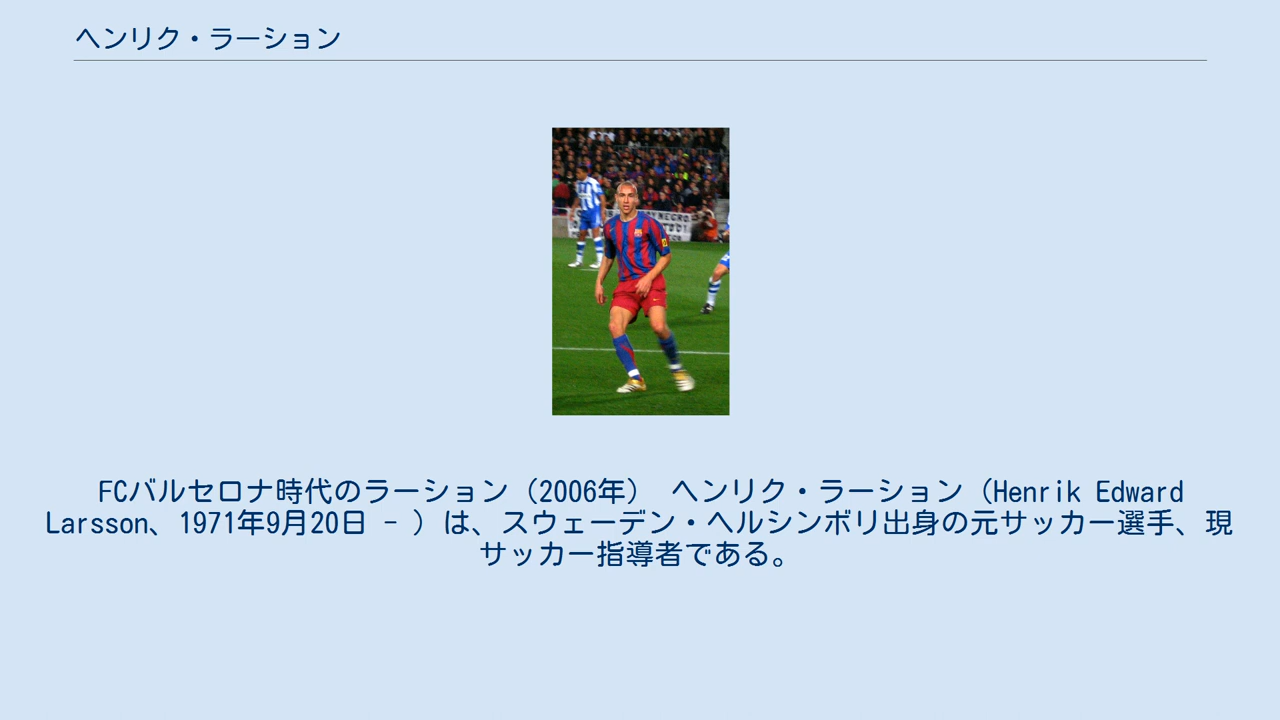 ヘンリク・ラーション
FCバルセロナ時代のラーション（2006年） ヘンリク・ラーション（Henrik Edward
Larsson、1971年9月20日 - ）は、スウェーデン・ヘルシンボリ出身の元サッカー選手、現
サッカー指導者である。